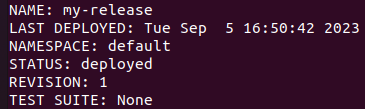 NAME: my-release
LAST DEPLOYED: Tue Sep  5 16:50:42 2023
NAMESPACE: default
STATUS: deployed
REVISION: 1
TEST SUITE: None